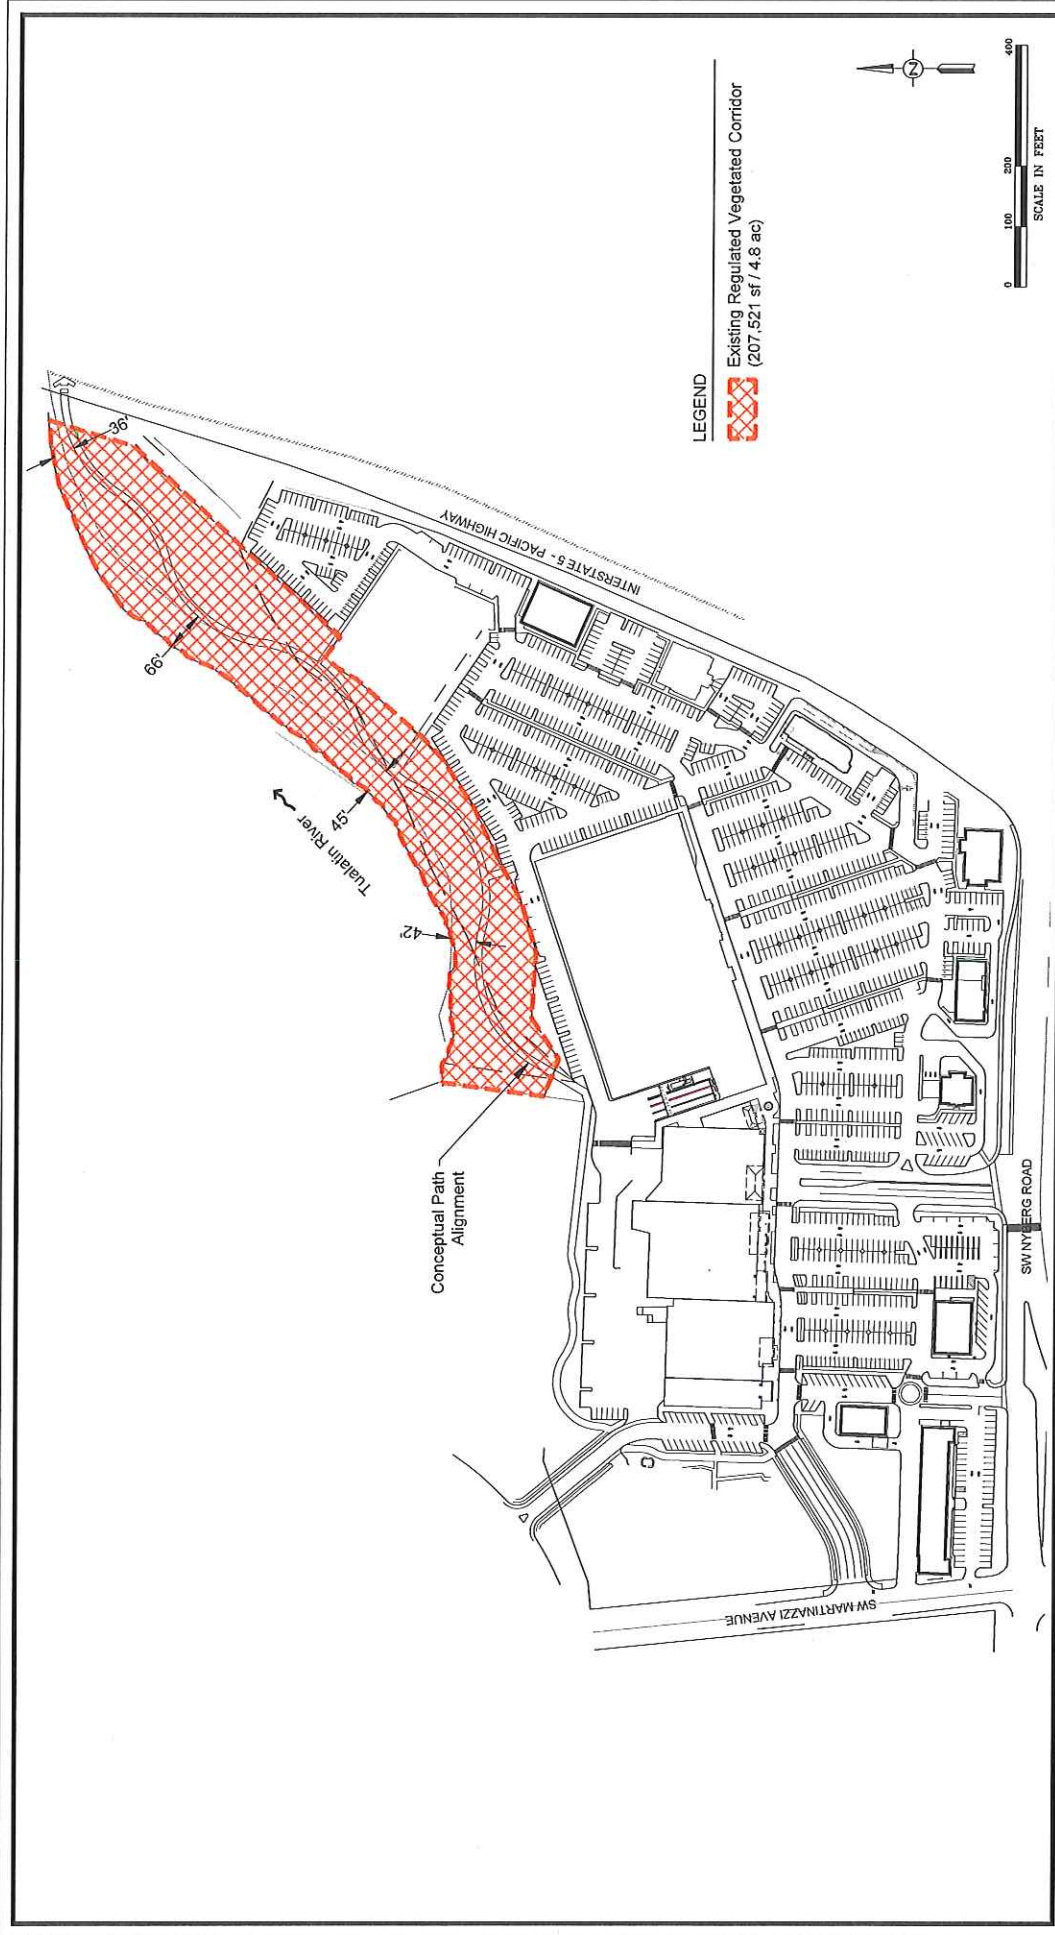 36'
66'
45'
42'
Tualatin River
Conceptual Path
Alignment
INTERSTATE 5 - PACIFIC HIGHWAY
SW MARTINAZZI AVENUE
SW NYBERG ROAD
LEGEND
Existing Regulated Vegetated Corridor
(207,521 sf / 4.8 ac)
N
0 100 200 400
SCALE IN FEET